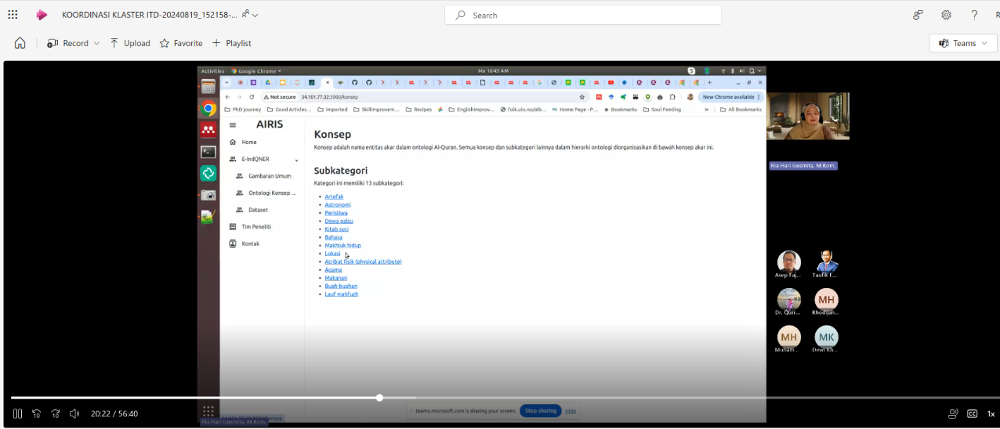 KOORDINASI KLASTER ITD-20240819_152158-...
Search
Record
Upload
Favorite
Playlist
Teams
Activities
Google Chrome
Mo 10:43 AM
Not secure
34.101.77.32:3000/konsep
New Chrome available
PhD journey
Good Articles...
Imported
Skillimprovem...
Recipes
EnglishImprov...
folk.uio.no/alb...
Home Page - P...
Bookmarks
Soul Feeding
All Bookmarks
AIRIS
Home
E-IndQNER
Gambaran Umum
Ontologi Konsep ...
Dataset
Tim Peneliti
Kontak
Konsep
Konsep adalah nama entitas akar dalam ontologi Al-Quran. Semua konsep dan subkategori lainnya dalam hierarki ontologi diorganisasikan di bawah konsep akar ini.
Subkategori
Kategori ini memiliki 13 subkategori:
Artefak
Astronomi
Peristiwa
Dewa palsu
Kitab suci
Bahasa
Makhluk hidup
Lokasi
Atribut fisik (physical attribute)
Agama
Makanan
Buah-buahan
Lauf mahfuzh
Ria Hari Gusmita, M.Kom.
Asep Faj...
Taufik E...
Dr. Qurr...
MH
Khodijah...
MH
Muham...
MK
Dewi Kh...
teams.microsoft.com is sharing your screen.
Stop sharing
Hide
Ria Hari Gusmita, M.Kom.
20:22 / 56:40
CC
1x